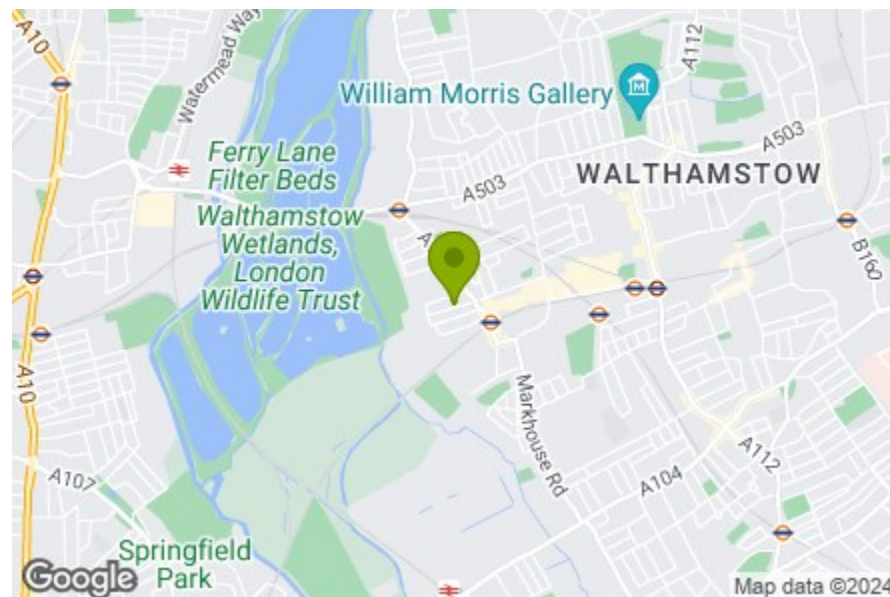 A10
Watermead Way
A112
William Morris Gallery
A503
Ferry Lane
Filter Beds
A503
WALTHAMSTOW
Walthamstow
Wetlands,
London
Wildlife Trust
B160
A10
Markhouse Rd
A112
A107
A104
Springfield
Park
Google
Map data ©2024